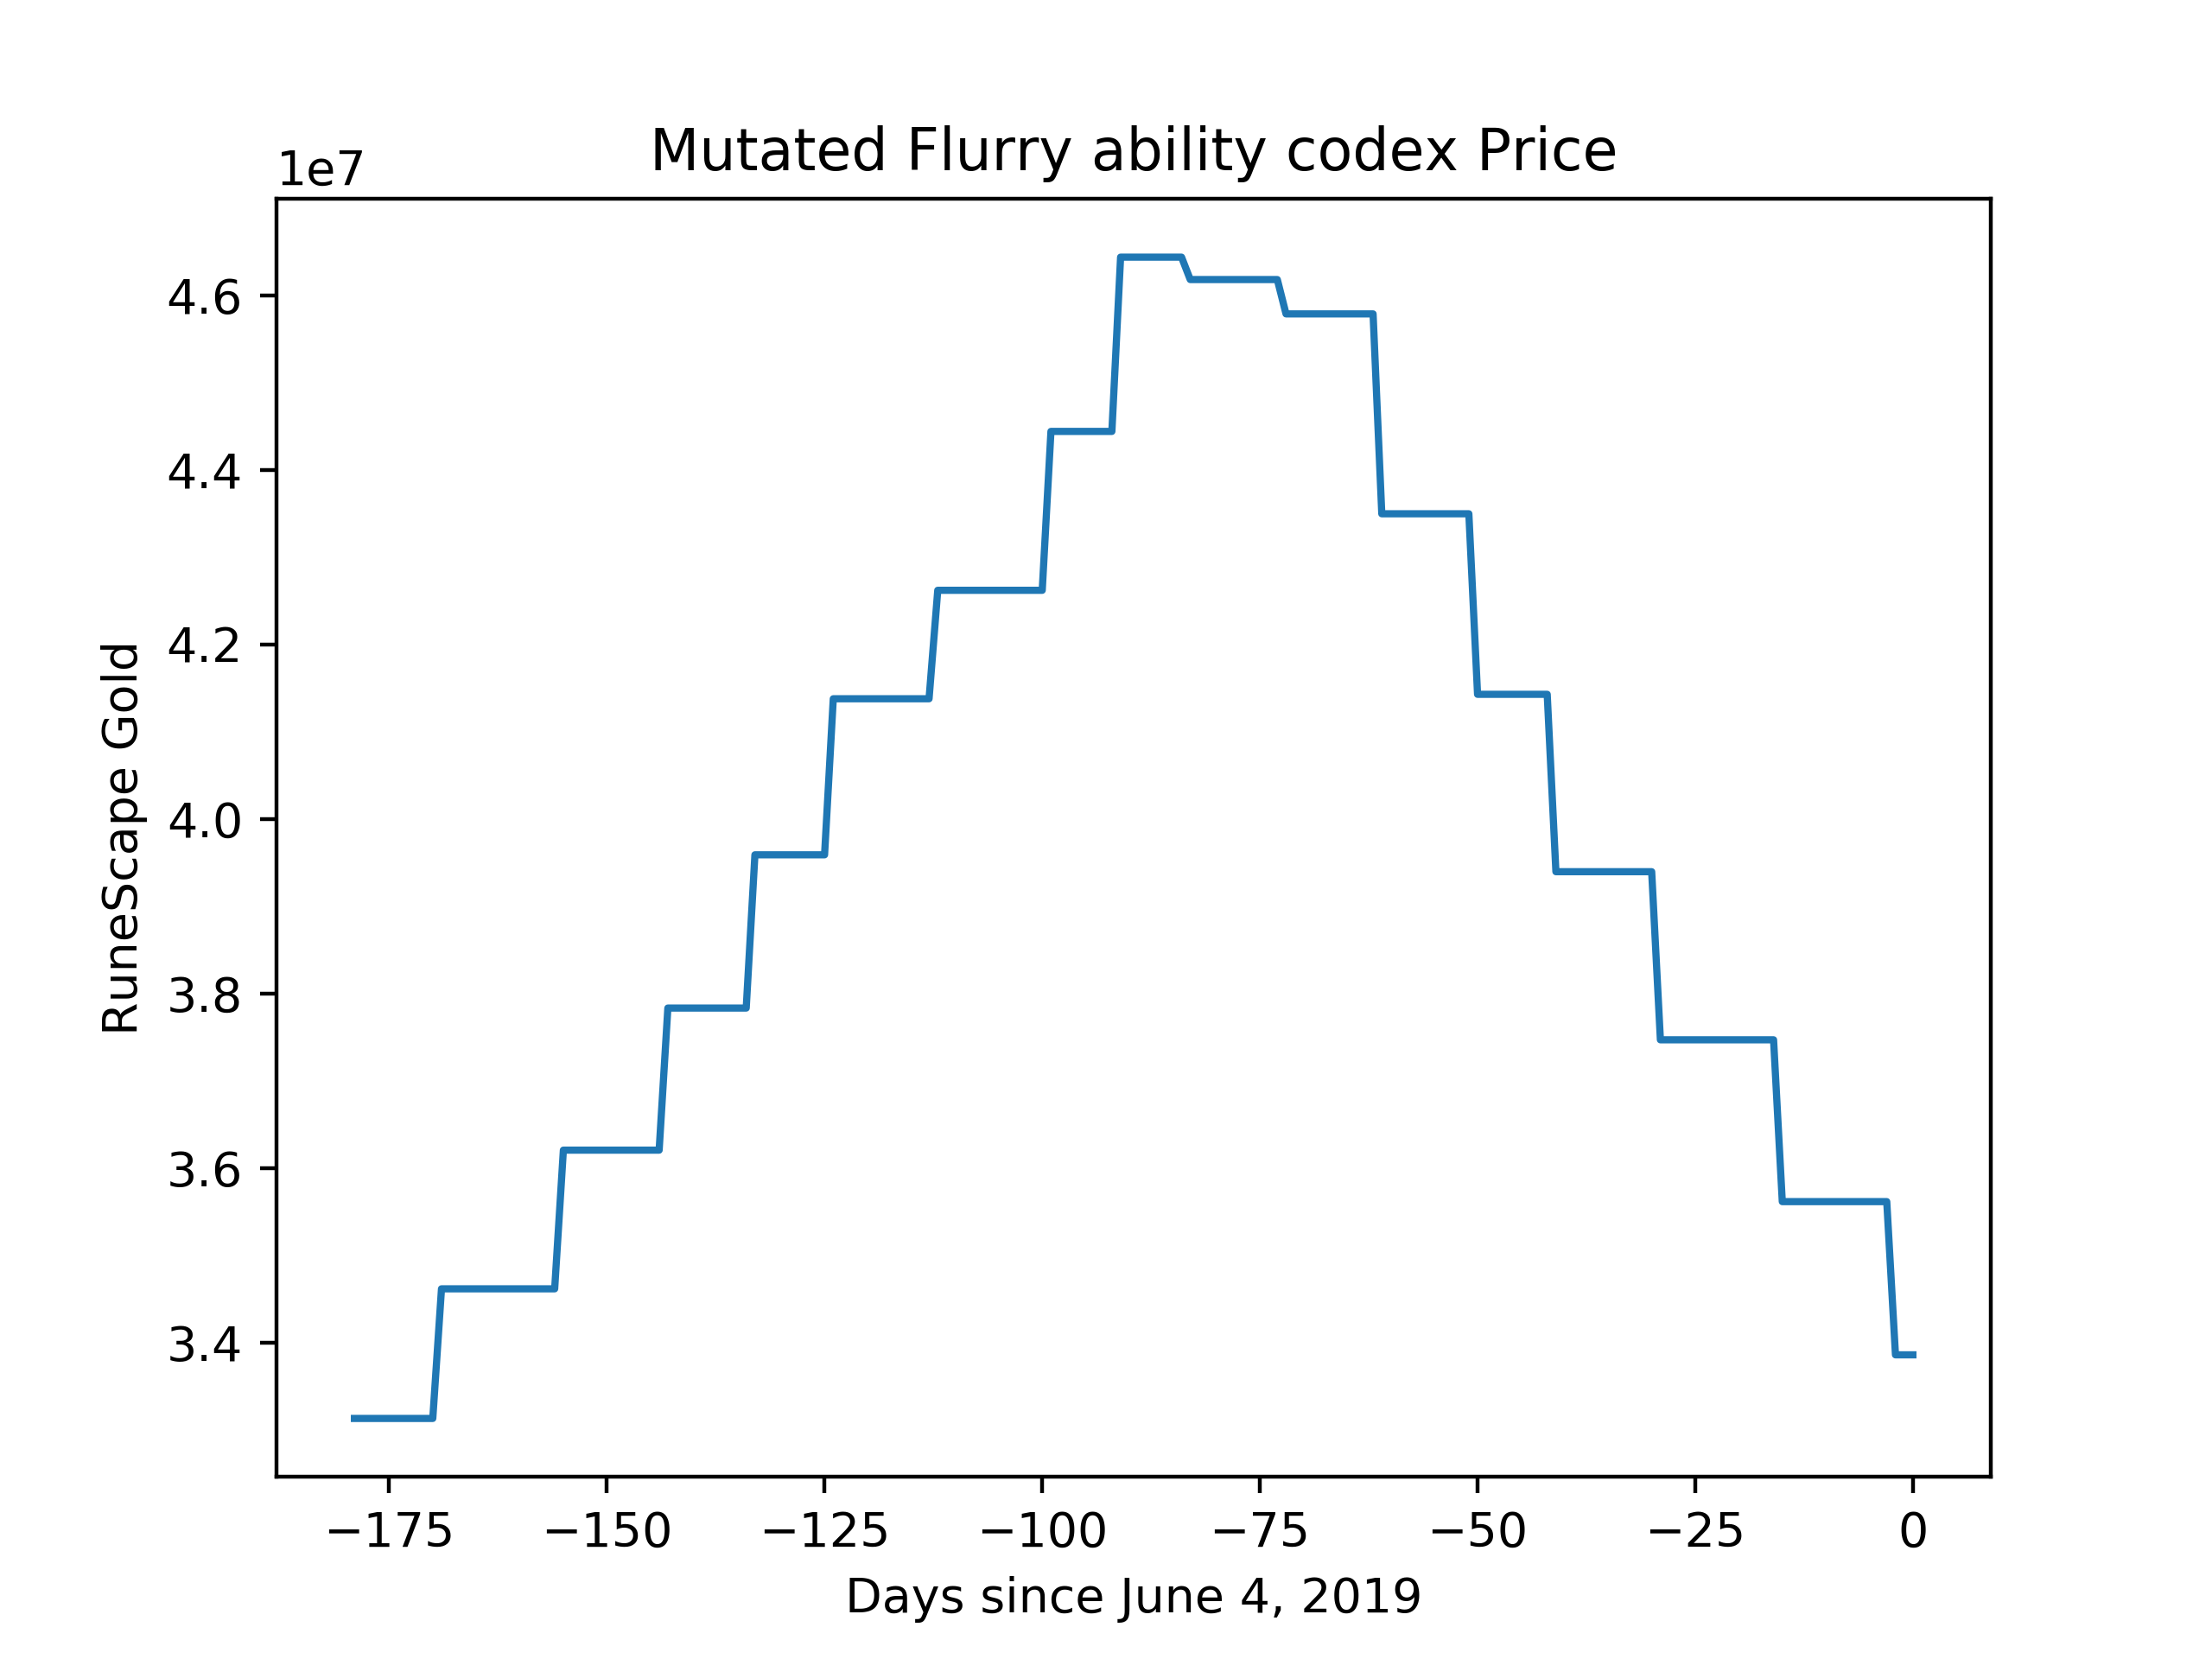 Mutated Flurry ability codex Price
1e7
4.6
4.4
4.2
4.0
3.8
3.6
3.4
RuneScape Gold
−175 −150 −125 −100 −75 −50 −25 0
Days since June 4, 2019